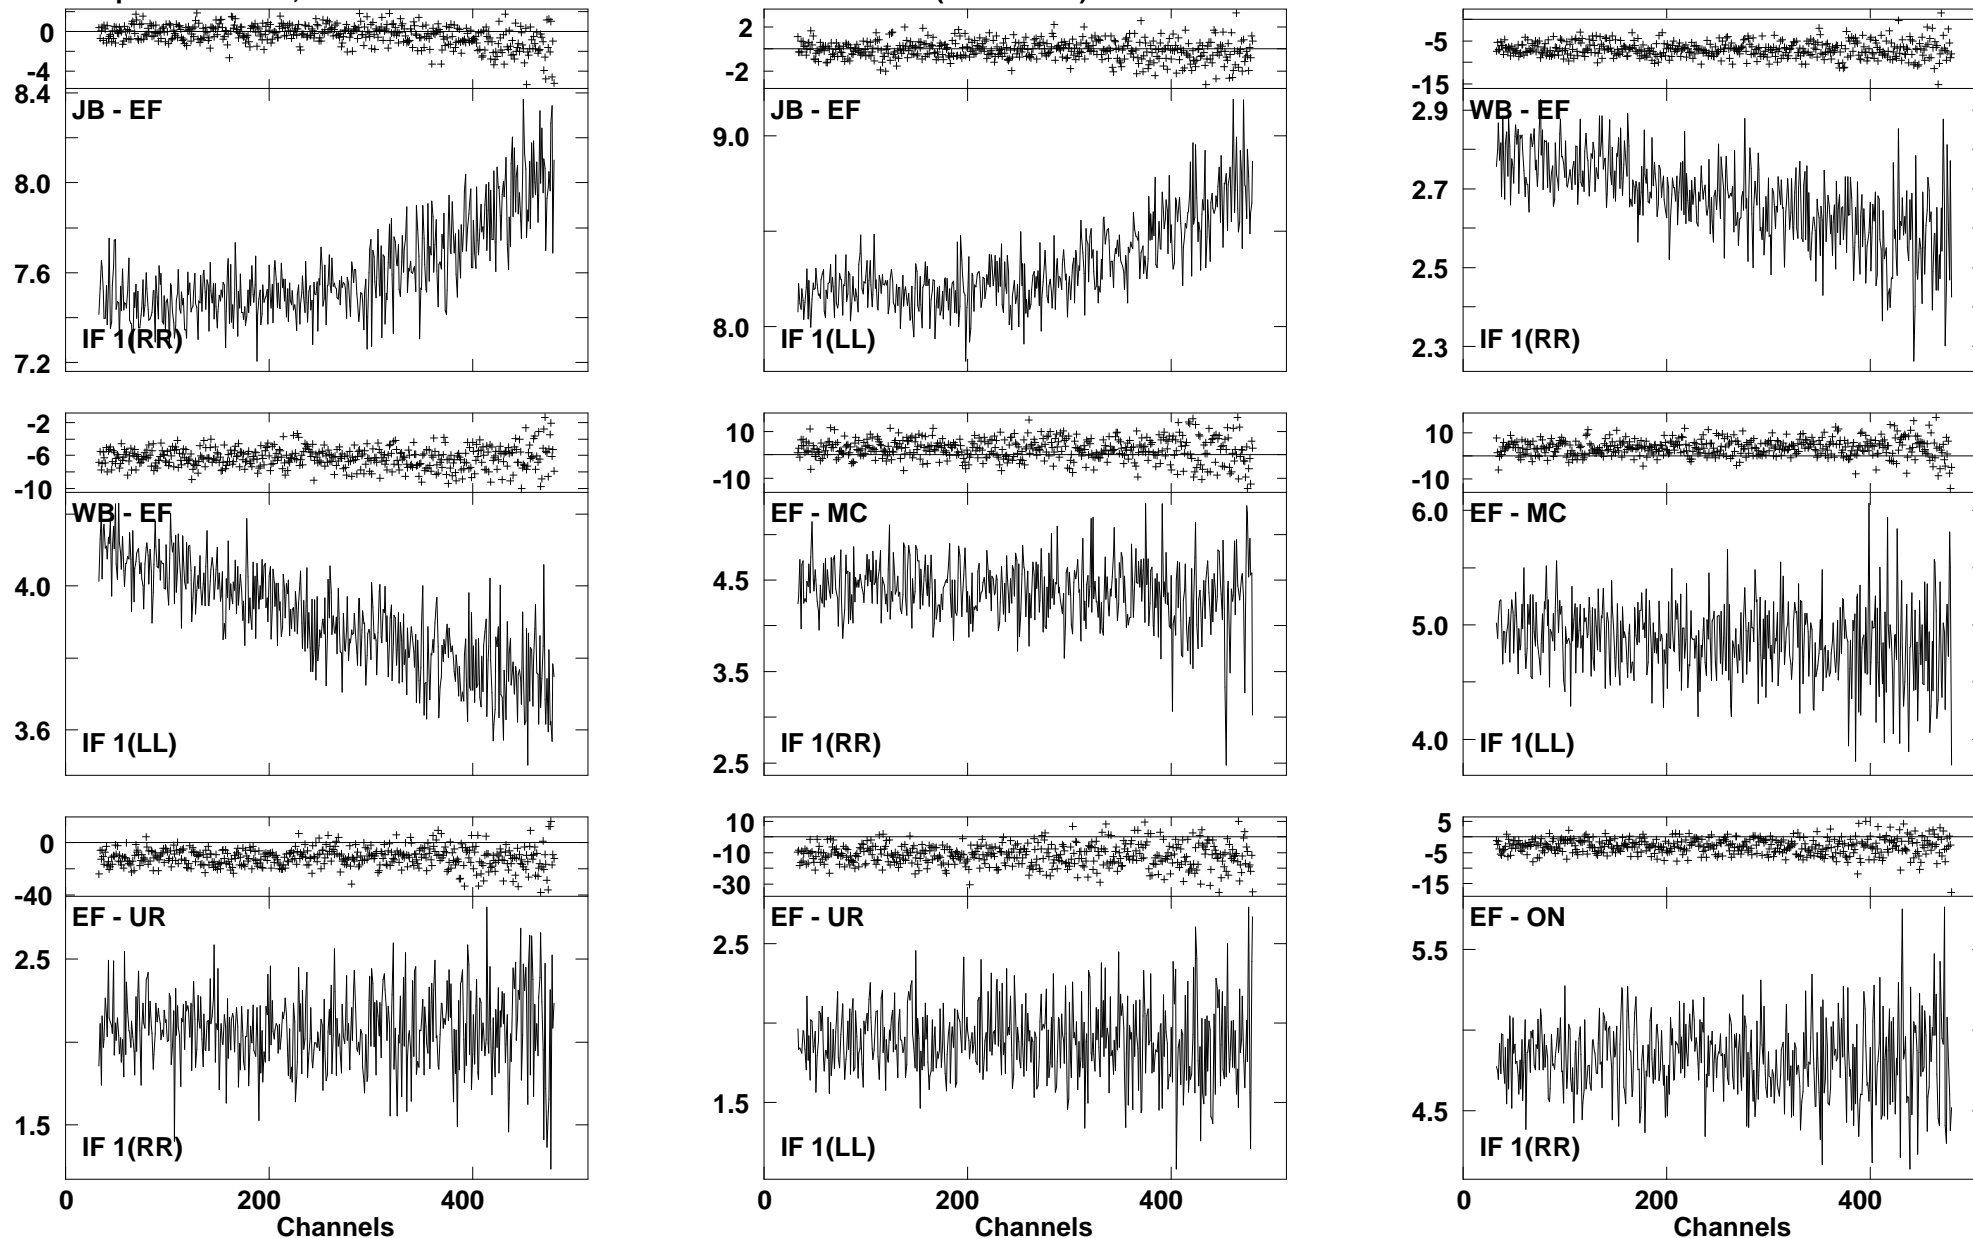 0
-4
8.4
JB - EF
8.0
7.6
7.2
IF 1(RR)
2
-2
JB - EF
9.0
8.0
IF 1(LL)
-5
-15
2.9
WB - EF
2.7
2.5
2.3
IF 1(RR)
-2
-6
-10
WB - EF
4.0
3.6
IF 1(LL)
10
-10
EF - MC
4.5
3.5
2.5
IF 1(RR)
10
-10
6.0
EF - MC
5.0
4.0
IF 1(LL)
0
-40
EF - UR
2.5
1.5
IF 1(RR)
0 200 400
Channels
10
-10
-30
EF - UR
2.5
1.5
IF 1(LL)
0 200 400
Channels
5
-5
-15
EF - ON
5.5
4.5
IF 1(RR)
0 200 400
Channels